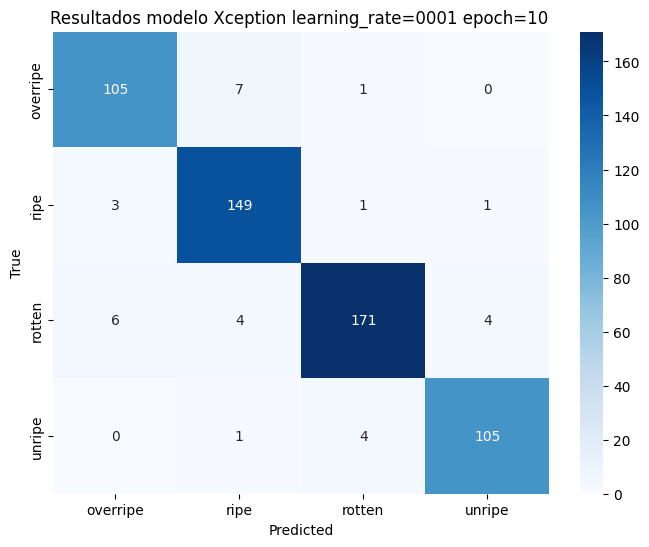 Resultados modelo Xception learning_rate=0001 epoch=10
True
overripe 105 7 1 0
ripe 3 149 1 1
rotten 6 4 171 4
unripe 0 1 4 105
overripe ripe rotten unripe
Predicted
160
140
120
100
80
60
40
20
0